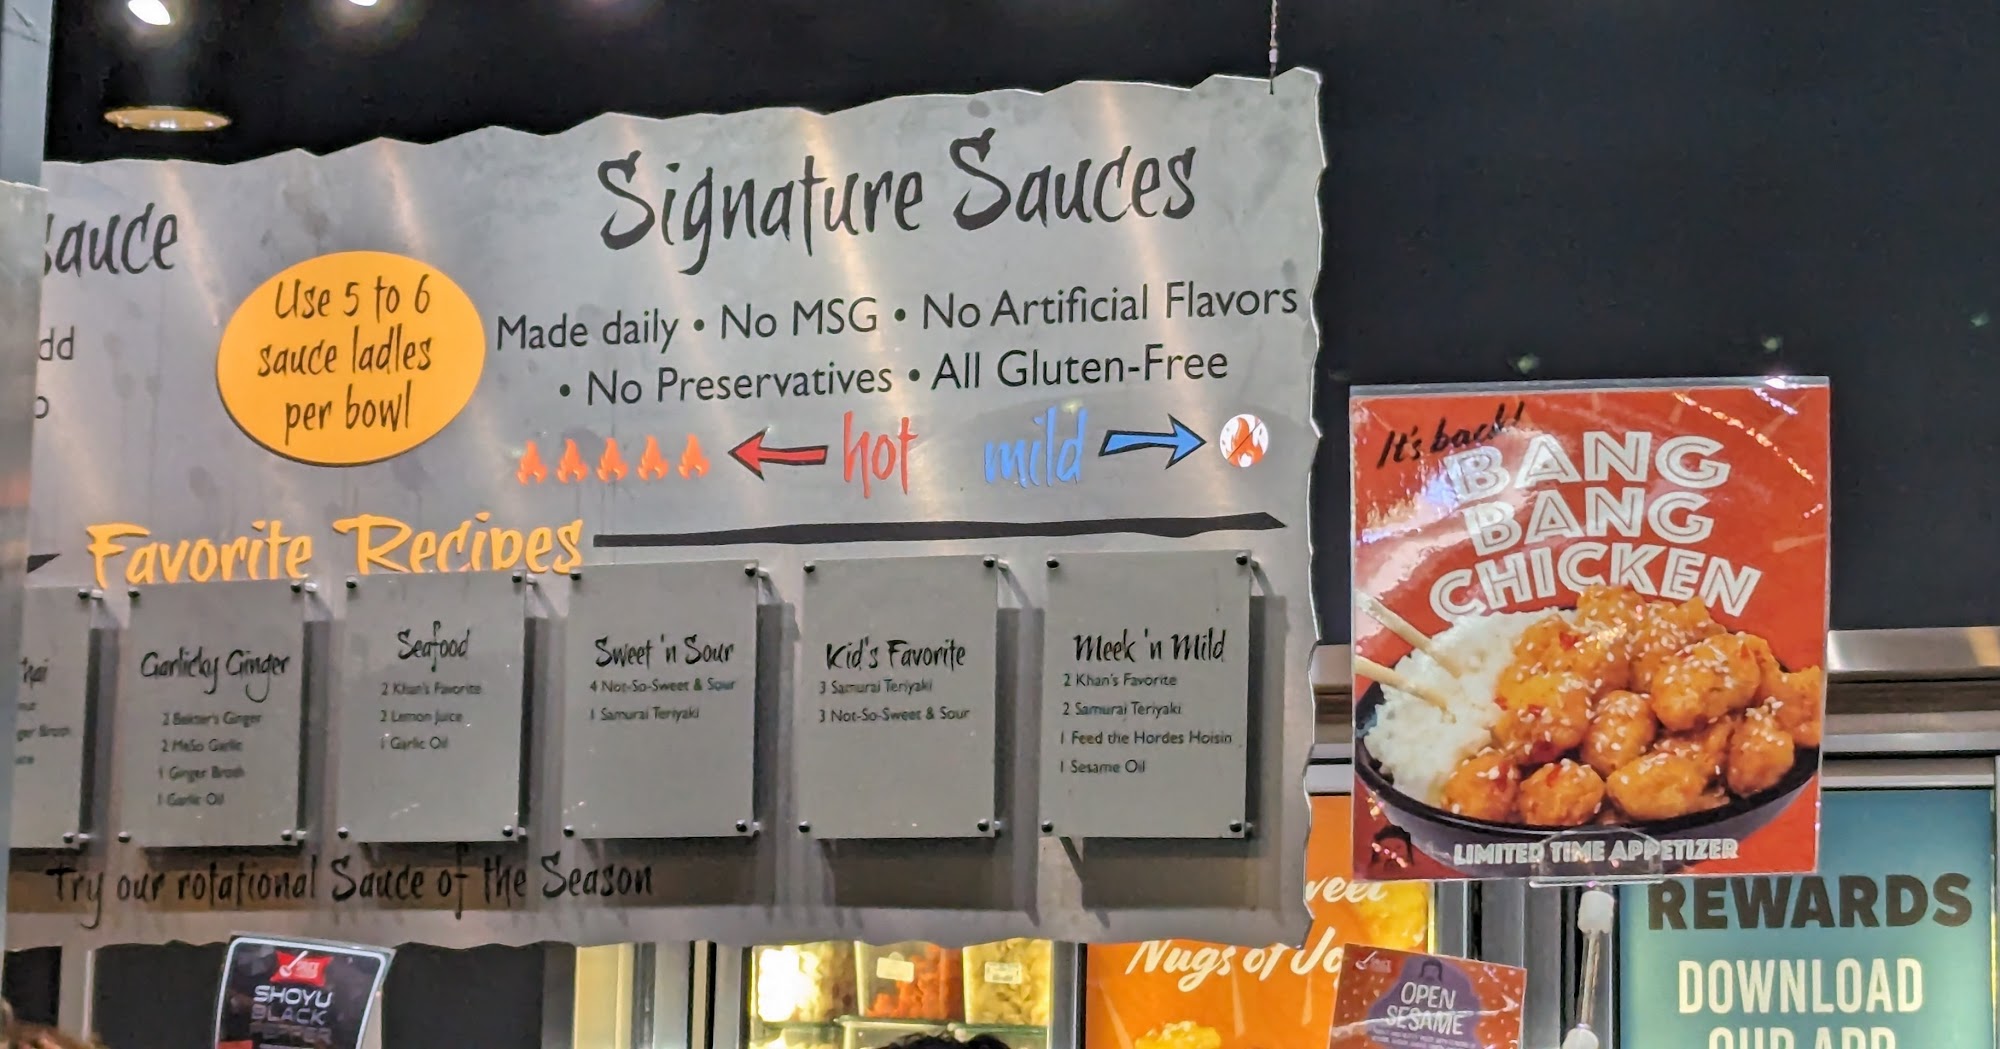 Sauce
Use 5 to 6
sauce ladles
per bowl
Signature Sauces
Made daily • No MSG • No Artificial Flavors
• No Preservatives • All Gluten-Free
hot mild
Favorite Recipes
Garlicky Ginger
2 Bekter's Ginger
2 MeSo Garlic
1 Ginger Broth
1 Garlic Oil
Seafood
2 Khan's Favorite
2 Lemon Juice
1 Garlic Oil
Sweet 'n Sour
4 Not-So-Sweet & Sour
1 Samurai Teriyaki
Kid's Favorite
3 Samurai Teriyaki
3 Not-So-Sweet & Sour
Meek 'n Mild
2 Khan's Favorite
2 Samurai Teriyaki
1 Feed the Hordes Hoisin
1 Sesame Oil
Try our rotational Sauce of the Season
It's back!
BANG
BANG
CHICKEN
LIMITED TIME APPETIZER
SHOYU
BLACK
PEPPER
Nugs of Jo
OPEN
SESAME
REWARDS
DOWNLOAD
OUR APP